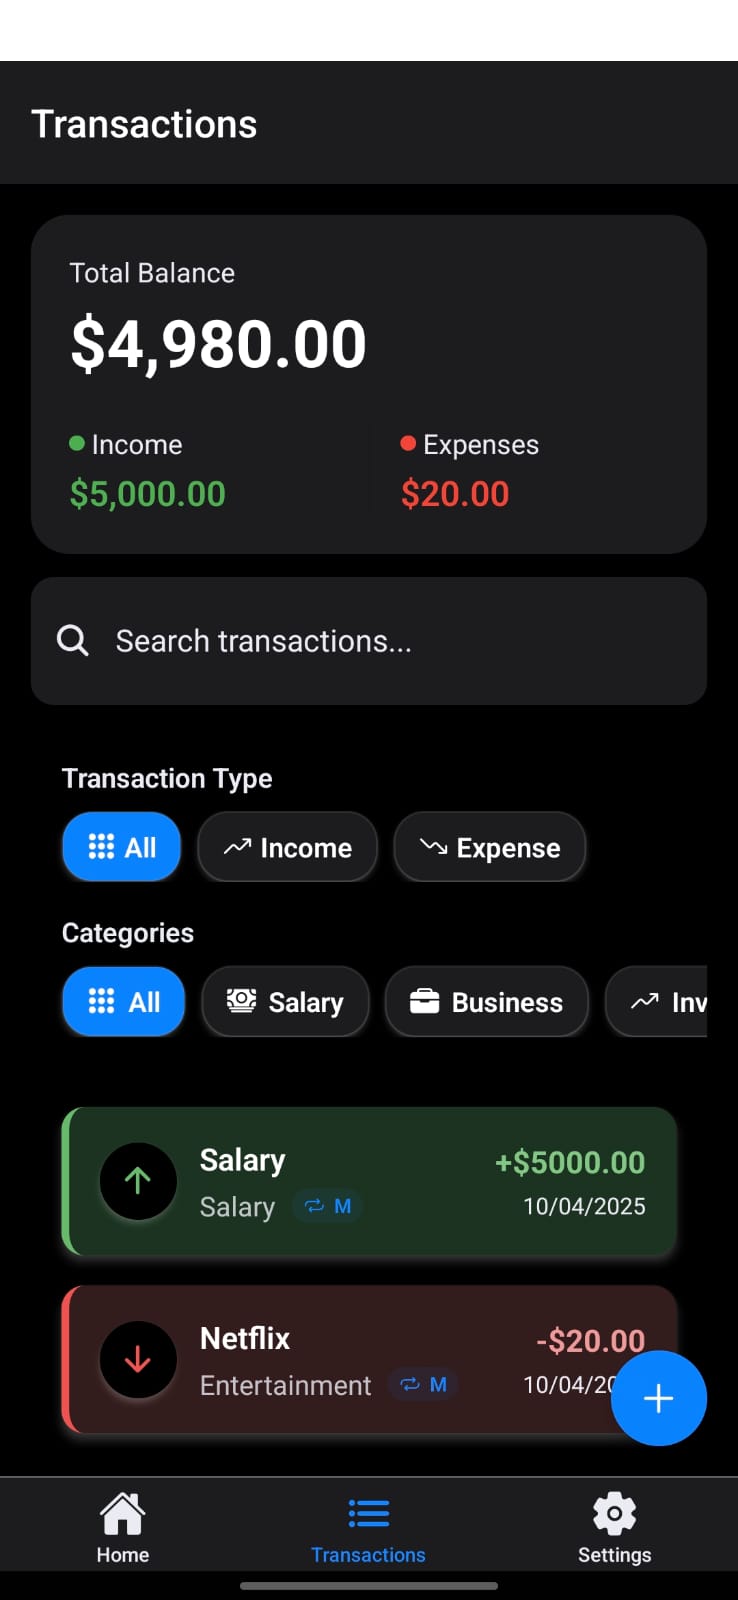 Transactions
Total Balance
$4,980.00
Income
Expenses
$5,000.00
$20.00
Search transactions...
Transaction Type
All
Income
Expense
Categories
All
Salary
Business
Inv
Salary
+$5000.00
Salary
M
10/04/2025
Netflix
-$20.00
Entertainment
M
10/04/20
Home
Transactions
Settings